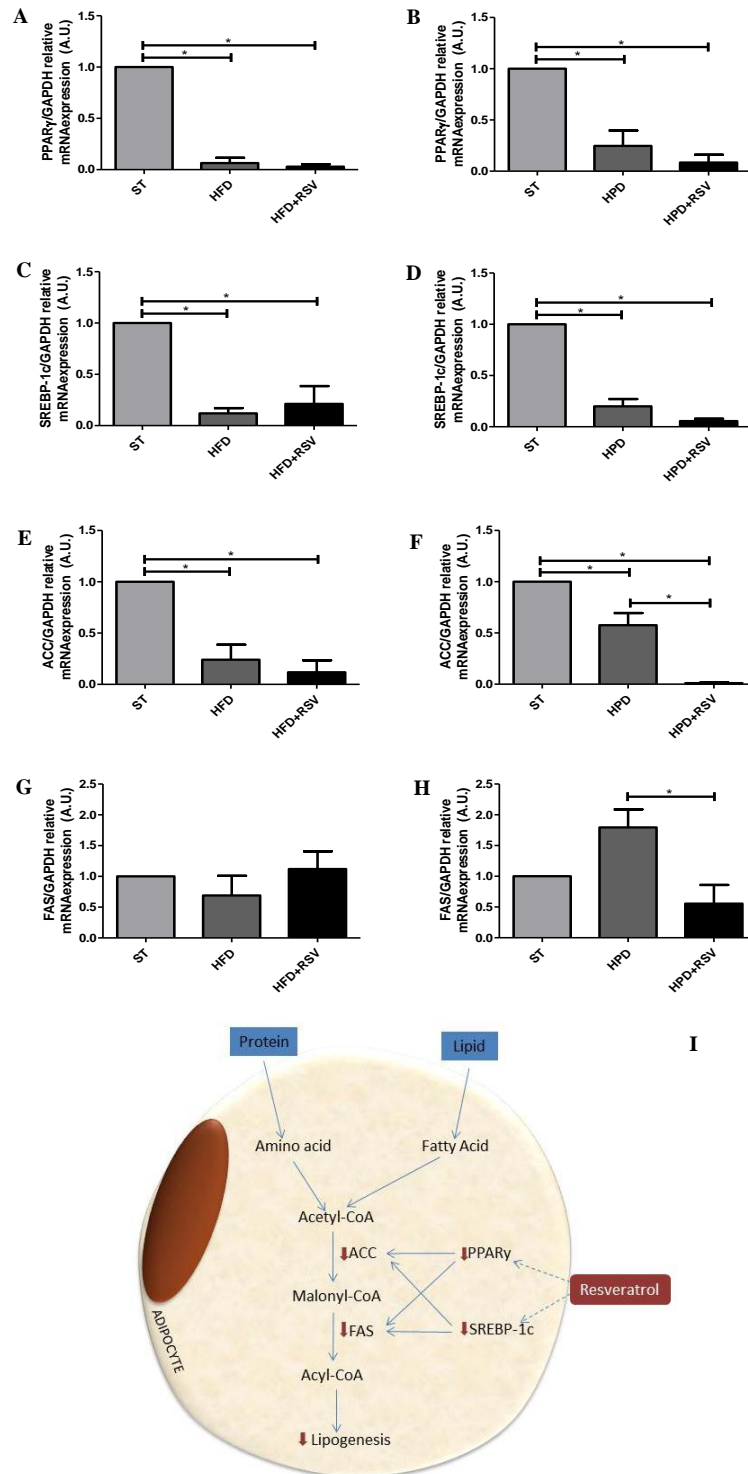 A
PPARγ/GAPDH relative
mRNAexpression (A.U.)
1.5
1.0
0.5
0.0
*
*
ST
HFD
HFD+RSV
B
PPARγ/GAPDH relative
mRNAexpression (A.U.)
1.5
1.0
0.5
0.0
*
*
ST
HPD
HPD+RSV
C
SREBP-1c/GAPDH relative
mRNAexpression (A.U.)
1.5
1.0
0.5
0.0
*
*
ST
HFD
HFD+RSV
D
SREBP-1c/GAPDH relative
mRNAexpression (A.U.)
1.5
1.0
0.5
0.0
*
*
ST
HPD
HPD+RSV
E
ACC/GAPDH relative
mRNAexpression (A.U.)
1.5
1.0
0.5
0.0
*
*
ST
HFD
HFD+RSV
F
ACC/GAPDH relative
mRNAexpression (A.U.)
1.5
1.0
0.5
0.0
*
*
*
ST
HPD
HPD+RSV
G
FAS/GAPDH relative
mRNAexpression (A.U.)
2.5
2.0
1.5
1.0
0.5
0.0
ST
HFD
HFD+RSV
H
FAS/GAPDH relative
mRNAexpression (A.U.)
2.5
2.0
1.5
1.0
0.5
0.0
*
ST
HPD
HPD+RSV
I
Protein
Lipid
Amino acid
Fatty Acid
Acetyl-CoA
ACC
PPARγ
Resveratrol
Malonyl-CoA
FAS
SREBP-1c
ADIPOCYTE
Acyl-CoA
Lipogenesis